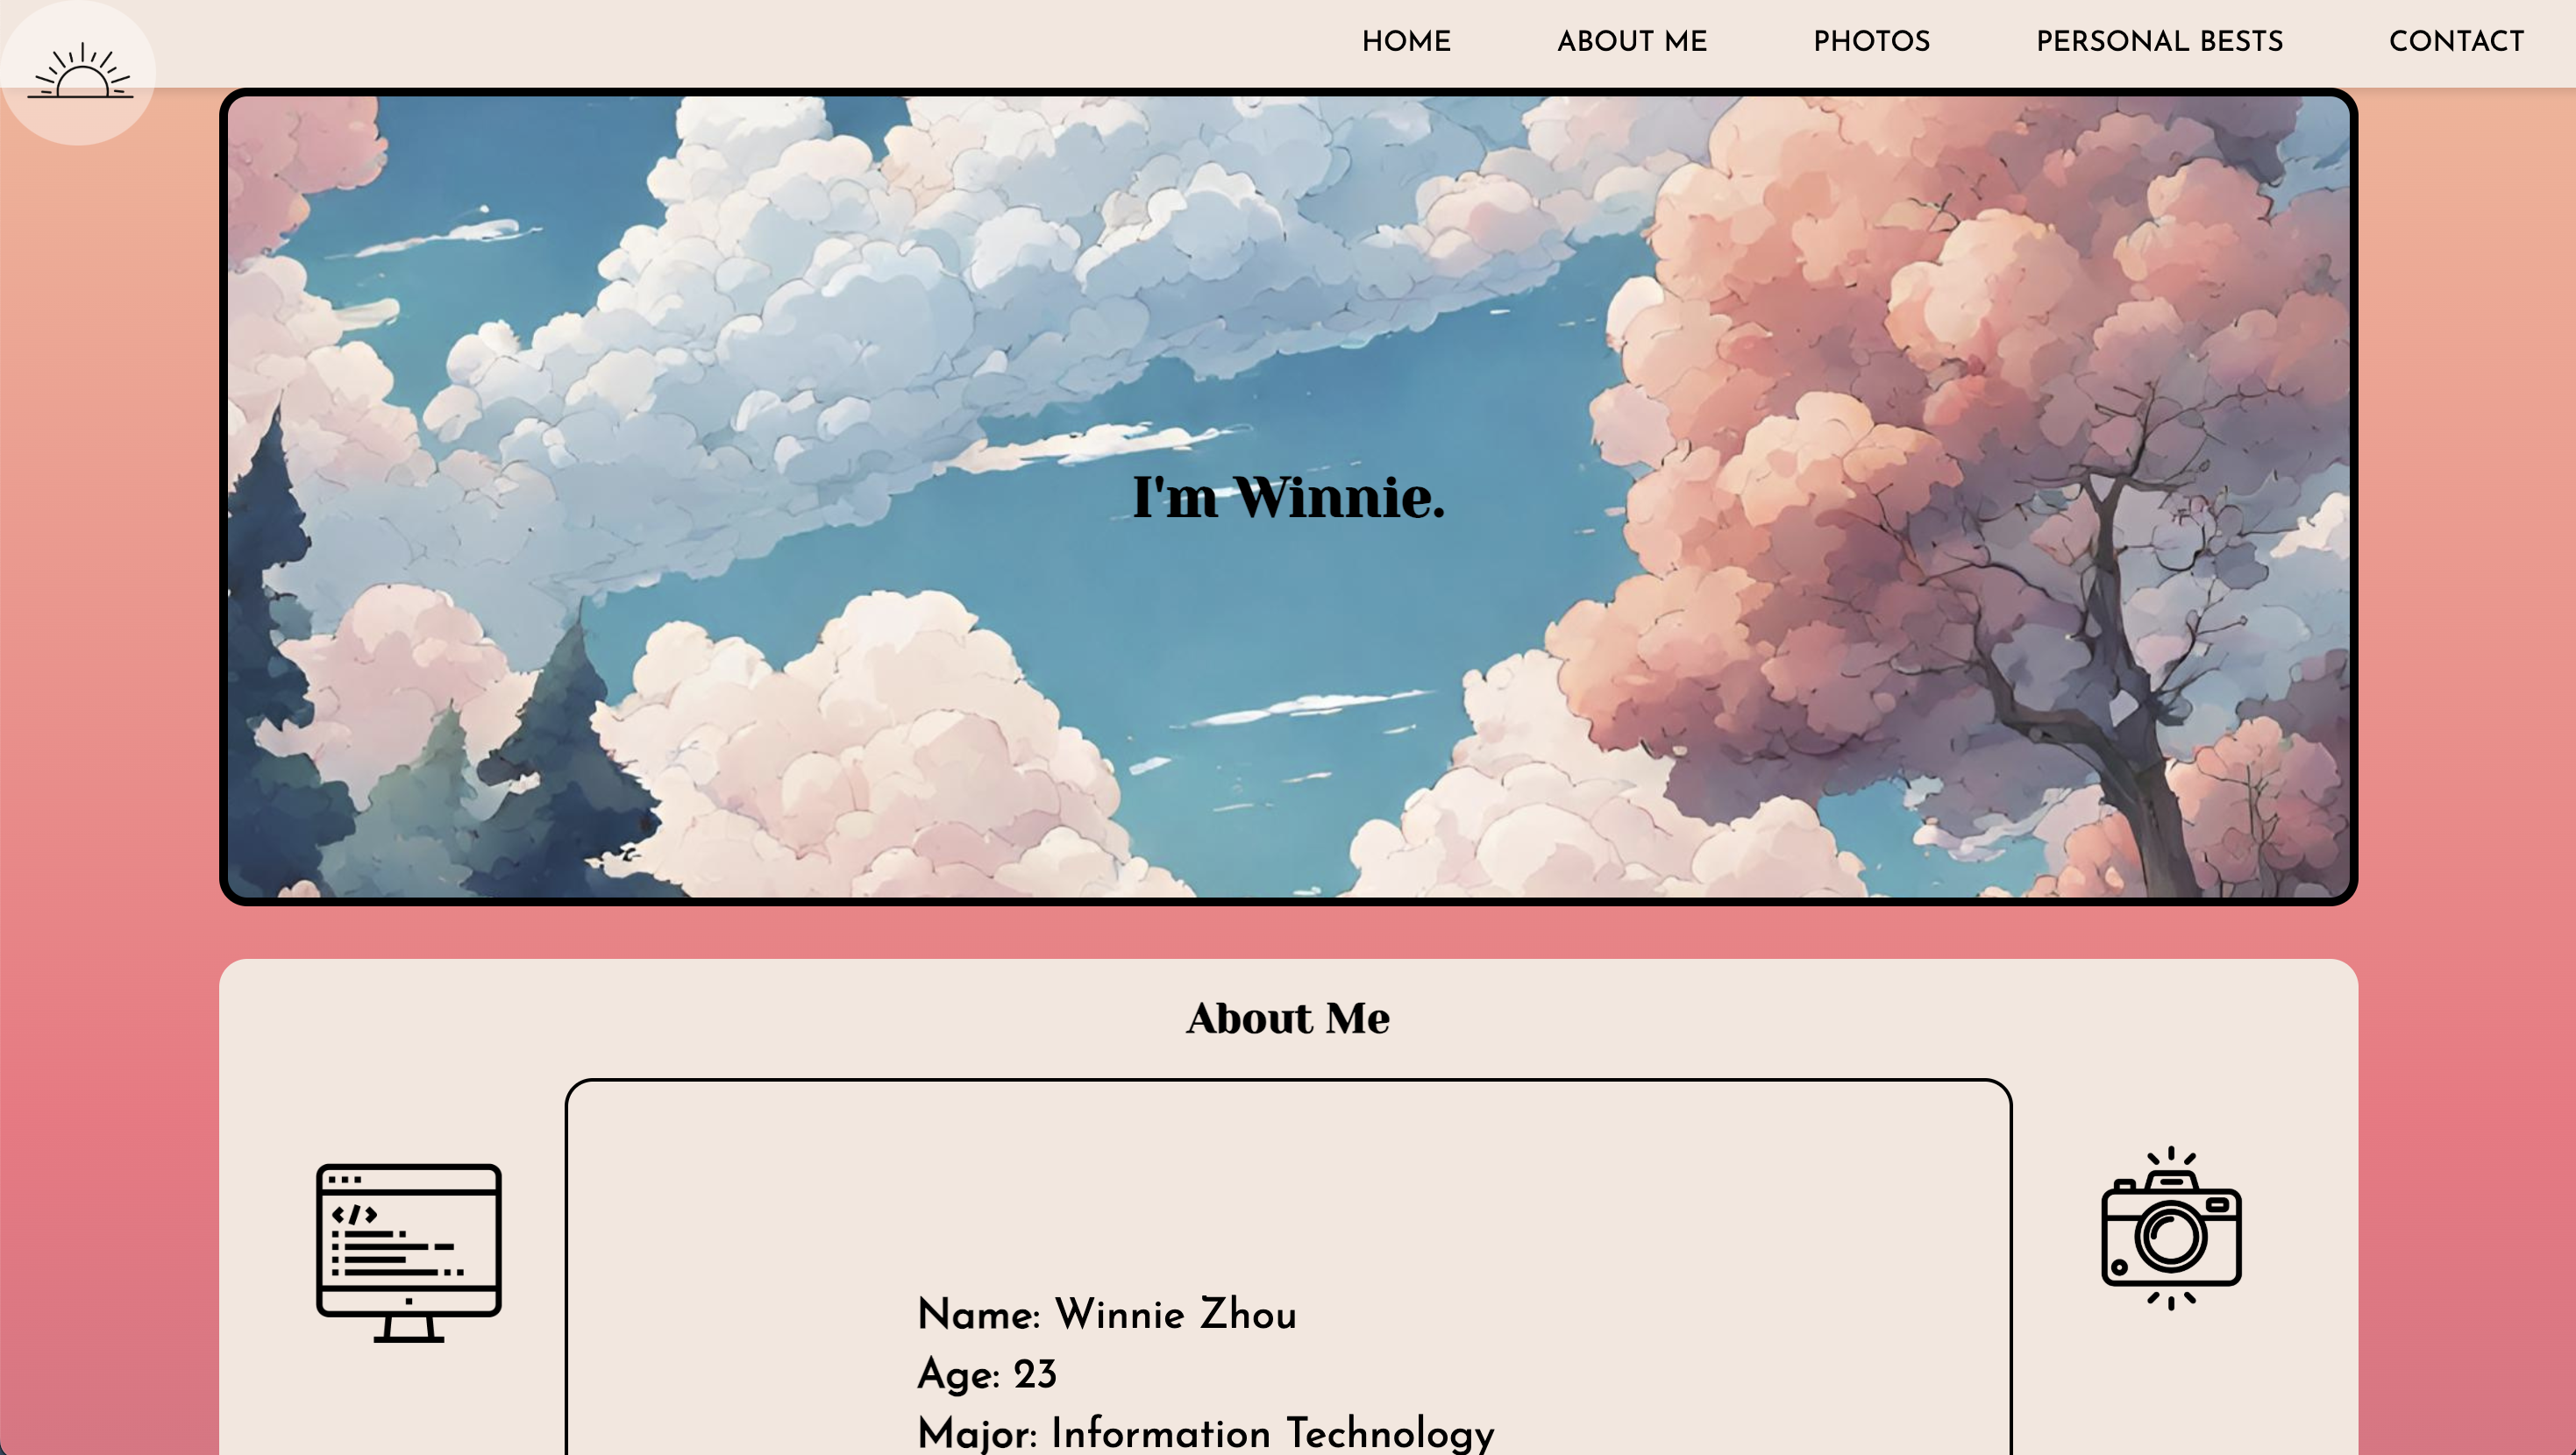 HOME ABOUT ME PHOTOS PERSONAL BESTS CONTACT
I'm Winnie.
About Me
</>
Name: Winnie Zhou
Age: 23
Major: Information Technology